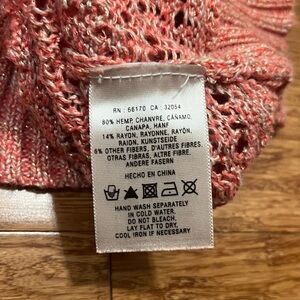 RN : 66170 CA : 32054
80% HEMP, CHANVRE, CÁÑAMO,
CANAPA, HANF
14% RAYON, RAYONNE, RAYÓN,
RAION, KUNSTSEIDE
6% OTHER FIBERS, D'AUTRES FIBRES,
OTRAS FIBRAS, ALTRE FIBRE,
ANDERE FASERN
HECHO EN CHINA
HAND WASH SEPARATELY
IN COLD WATER.
DO NOT BLEACH.
LAY FLAT TO DRY.
COOL IRON IF NECESSARY